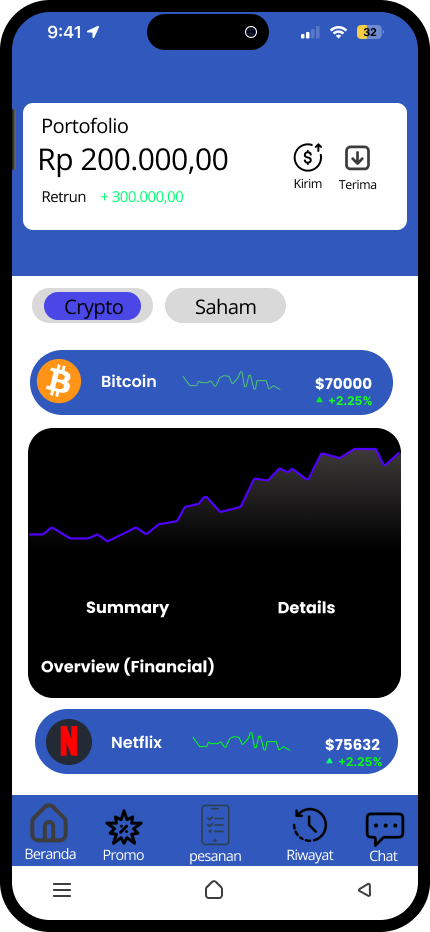 9:41
32
Portofolio
Rp 200.000,00
Retrun + 300.000,00
Kirim
Terima
Crypto
Saham
Bitcoin
$70000
+2.25%
Summary
Details
Overview (Financial)
Netflix
$75632
+2.25%
Beranda
Promo
pesanan
Riwayat
Chat